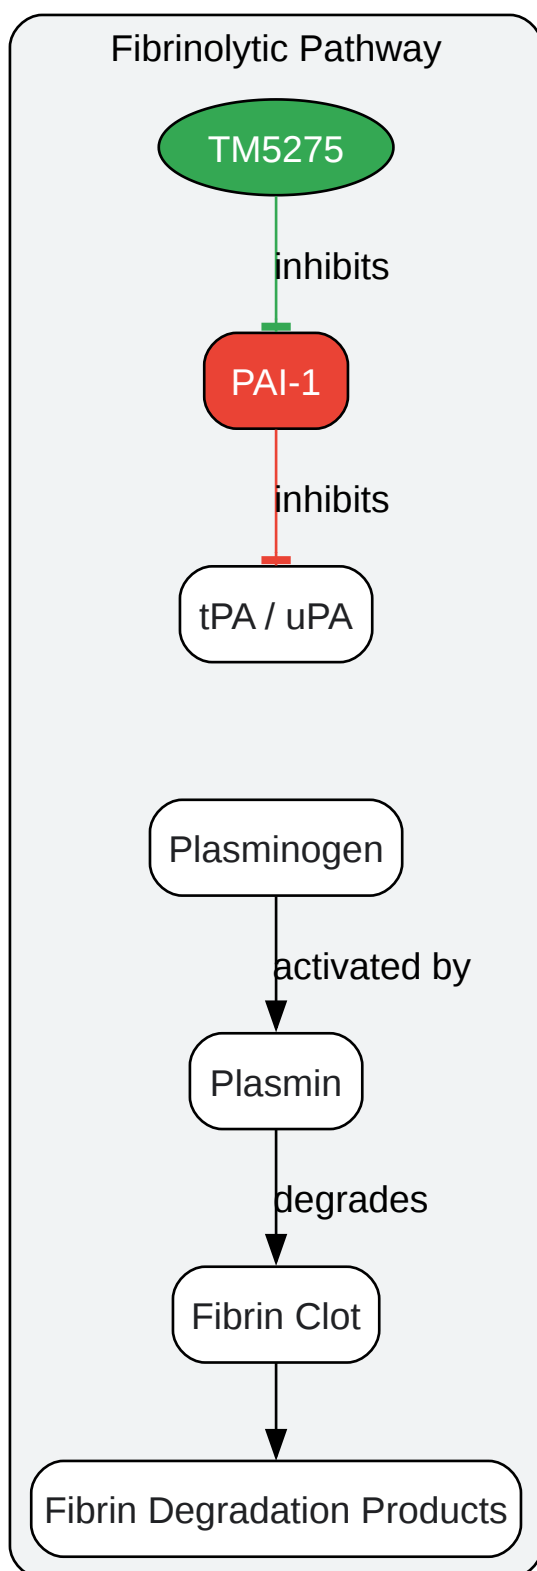 Fibrinolytic Pathway
TM5275
inhibits
PAI-1
inhibits
tPA / uPA
Plasminogen
activated by
Plasmin
degrades
Fibrin Clot
Fibrin Degradation Products